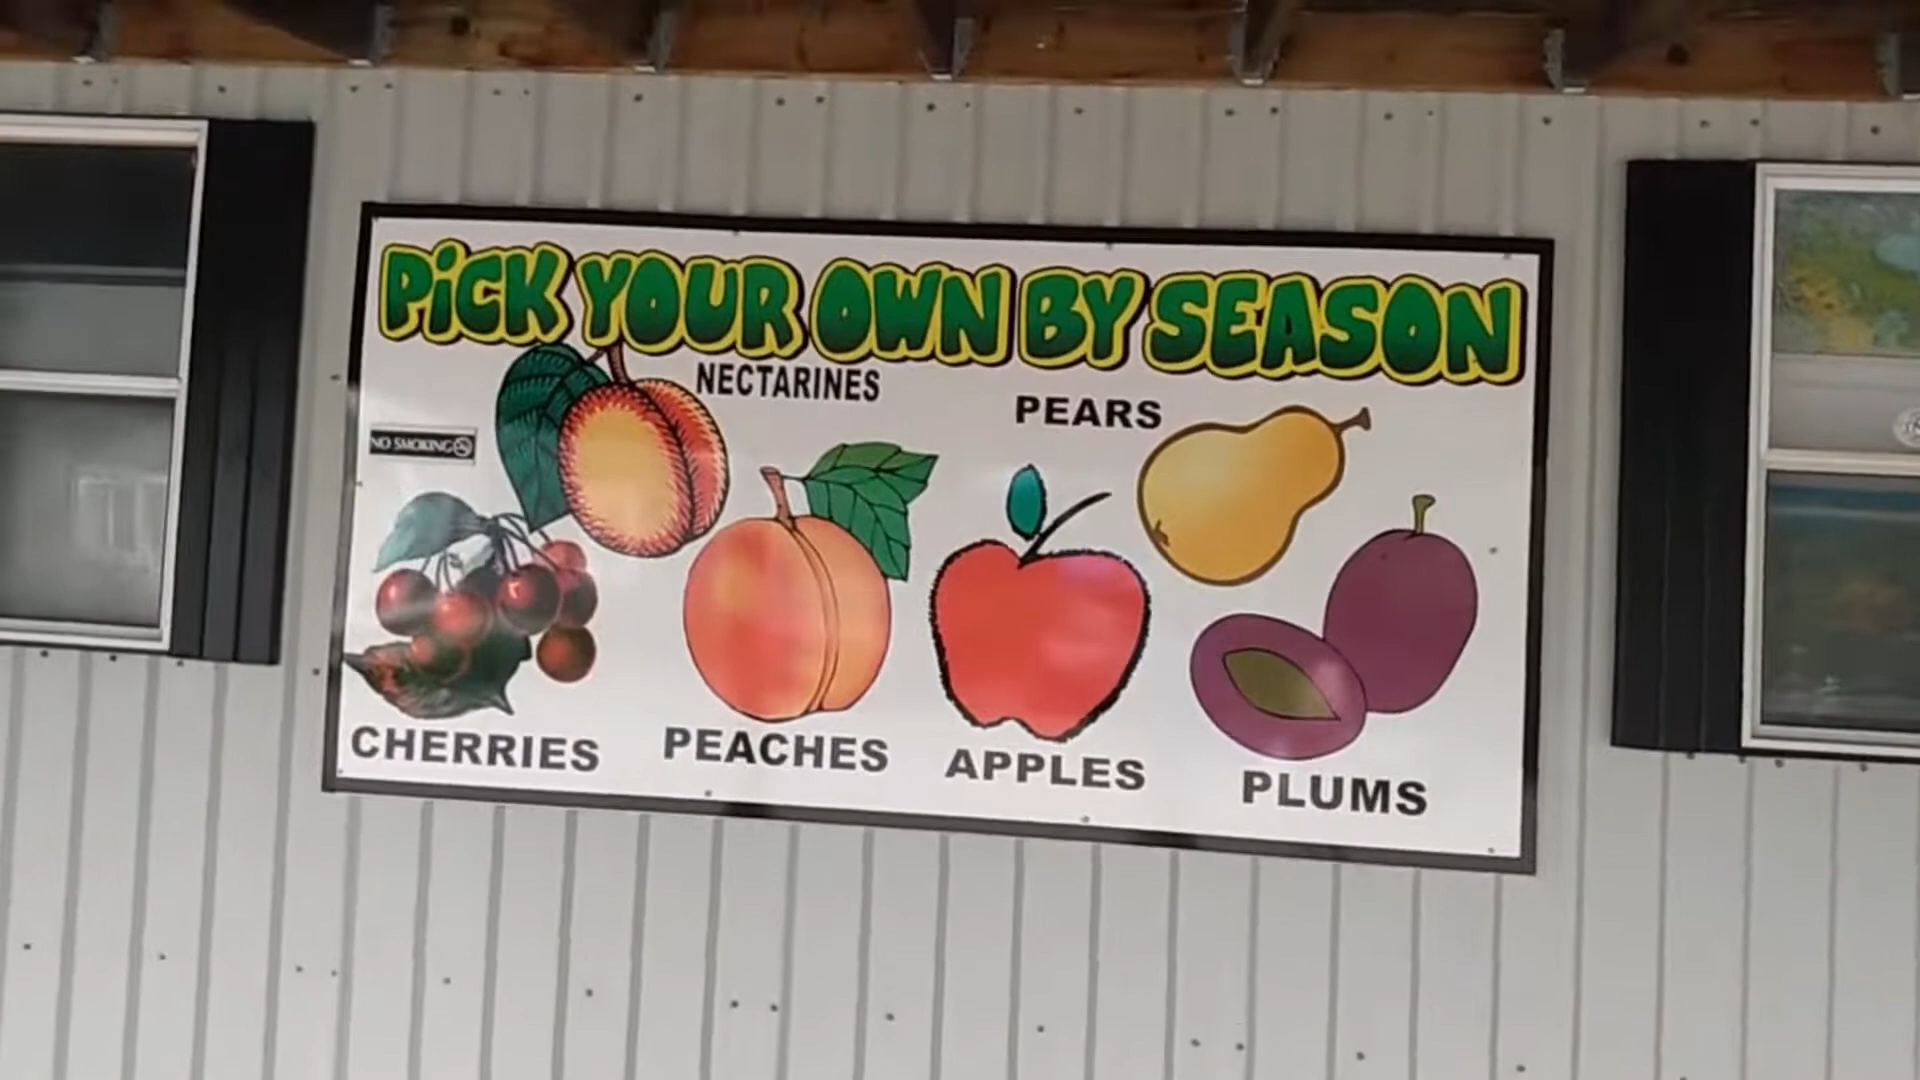 PiCK YOUR OWN BY SEASON
NECTARINES
PEARS
NO SMOKING
CHERRIES
PEACHES
APPLES
PLUMS